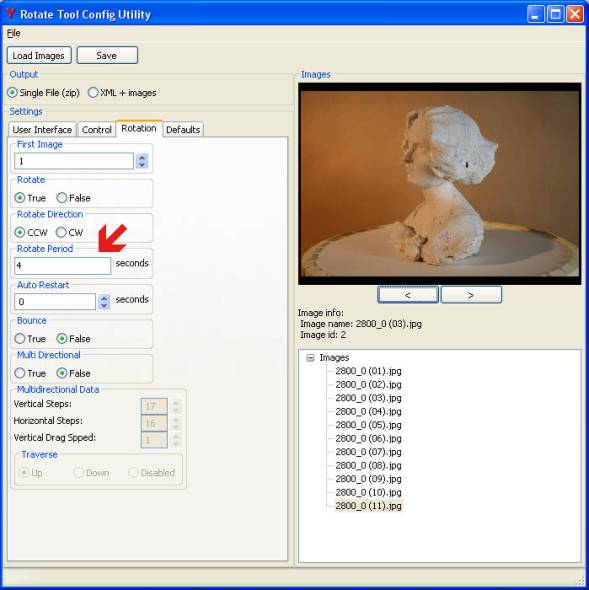 Rotate Tool Config Utility
File
Load Images Save
Output
Single File (zip) XML + images
Settings
User Interface Control Rotation Defaults
First Image
1
Rotate
True False
Rotate Direction
CCW CW
Rotate Period
4 seconds
Auto Restart
0 seconds
Bounce
True False
Multi Directional
True False
Multidirectional Data
Vertical Steps: 17
Horizontal Steps: 16
Vertical Drag Spped: 1
Traverse
Up Down Disabled
Images
< >
Image info:
Image name: 2800_0 (03).jpg
Image id: 2
Images
2800_0 (01).jpg
2800_0 (02).jpg
2800_0 (03).jpg
2800_0 (04).jpg
2800_0 (05).jpg
2800_0 (06).jpg
2800_0 (07).jpg
2800_0 (08).jpg
2800_0 (09).jpg
2800_0 (10).jpg
2800_0 (11).jpg